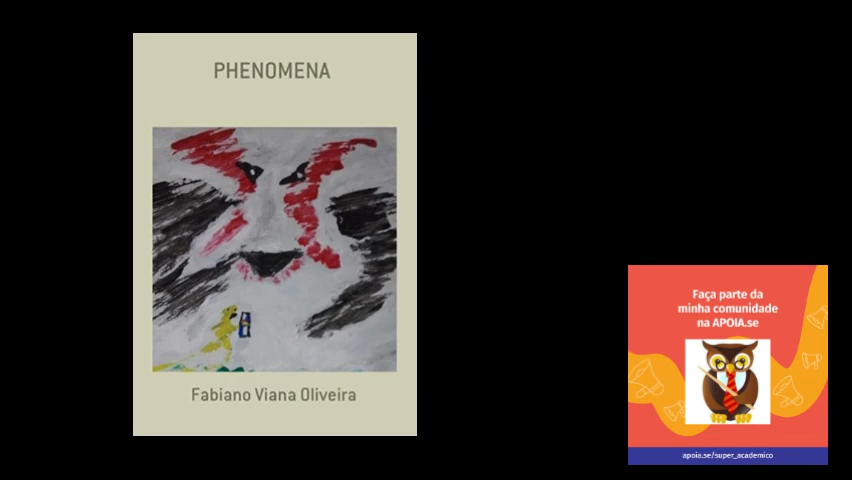 PHENOMENA
Fabiano Viana Oliveira
Faça parte da
minha comunidade
na APOIA.se
apoia.se/super_academico